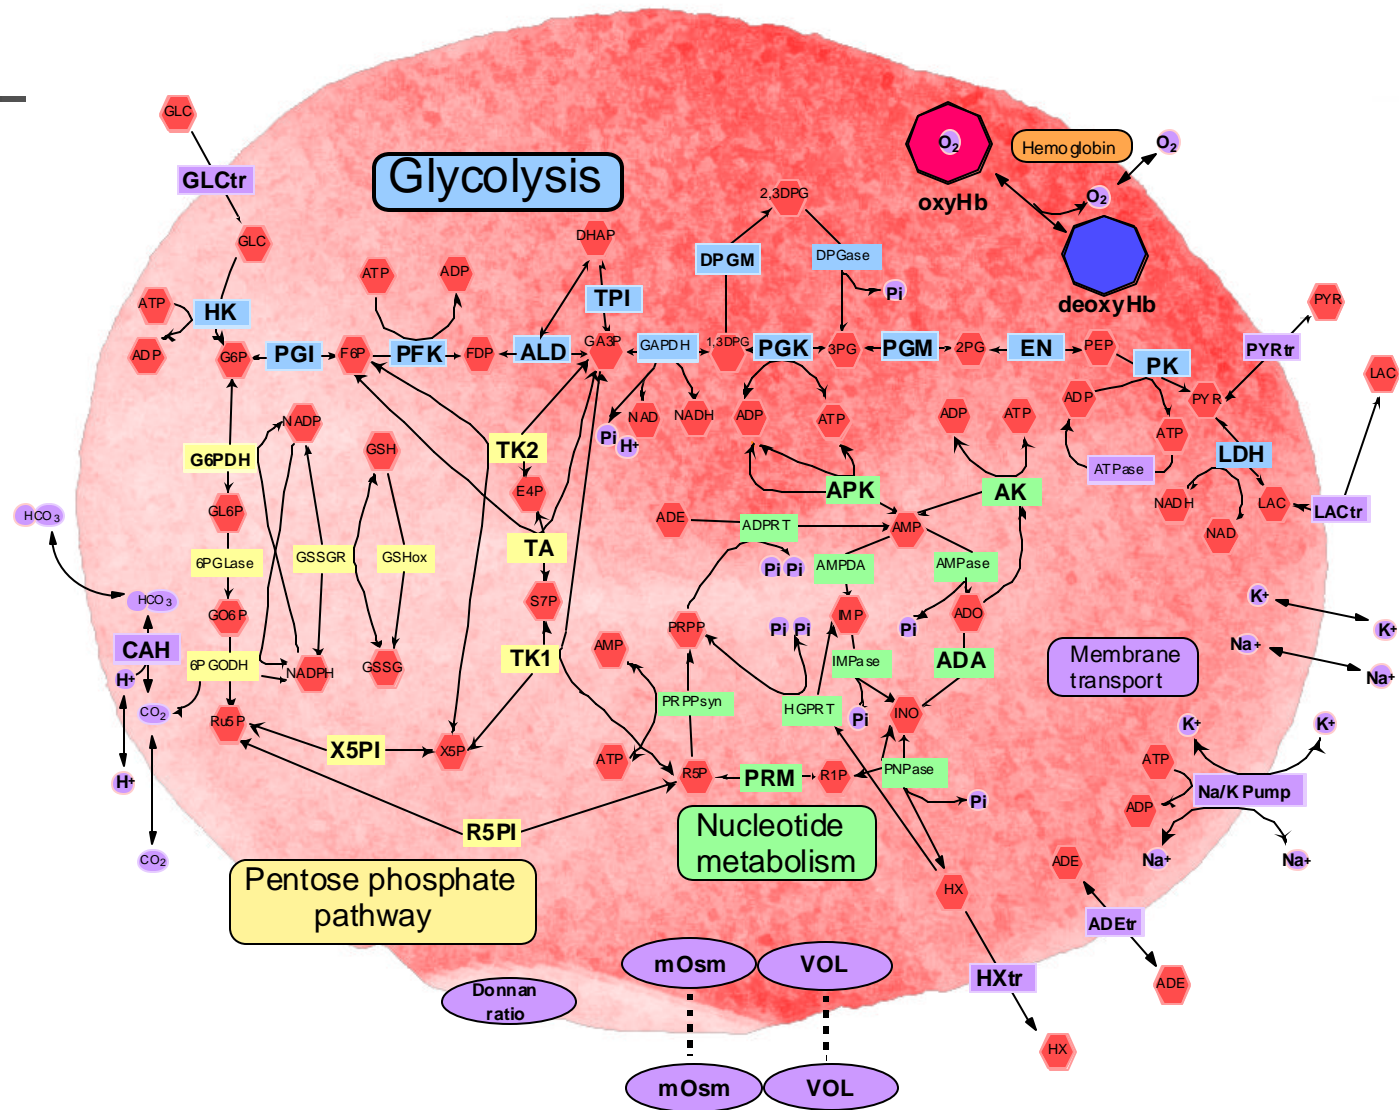 GLC
GLCtr
Glycolysis
O2
Hemoglobin
O2
oxyHb
O2
2,3DPG
GLC
DHAP
DPGM
DPGase
deoxyHb
ATP
ADP
TPI
Pi
ATP
HK
PYR
ADP
G6P
PGI
F6P
PFK
FDP
ALD
GA3P
GAPDH
1,3DPG
PGK
3PG
PGM
2PG
EN
PEP
PK
PYRtr
LAC
NADP
NAD
NADH
ADP
ATP
ADP
ATP
ADP
PYR
Pi
H+
ATP
G6PDH
GSH
TK2
ATPase
LDH
E4P
APK
AK
NADH
LAC
LACtr
GL6P
ADE
ADPRT
AMP
NAD
HCO3
6PGLase
GSSGR
GSHox
TA
Pi
Pi
AMPDA
AMPase
HCO3
S7P
K+
GO6P
PRPP
Pi
Pi
IMP
Pi
ADO
K+
CAH
AMP
Na+
H+
6PGODH
NADPH
GSSG
TK1
IMPase
ADA
Membrane
transport
Na+
CO2
Ru5P
PRPPsyn
HGPRT
Pi
INO
K+
K+
X5PI
X5P
ATP
R5P
PRM
R1P
PNPase
ATP
H+
Pi
ADP
Na/K Pump
R5PI
Nucleotide
metabolism
CO2
Na+
Na+
Pentose phosphate
pathway
HX
ADE
ADEtr
mOsm
VOL
HXtr
ADE
Donnan
ratio
HX
mOsm
VOL